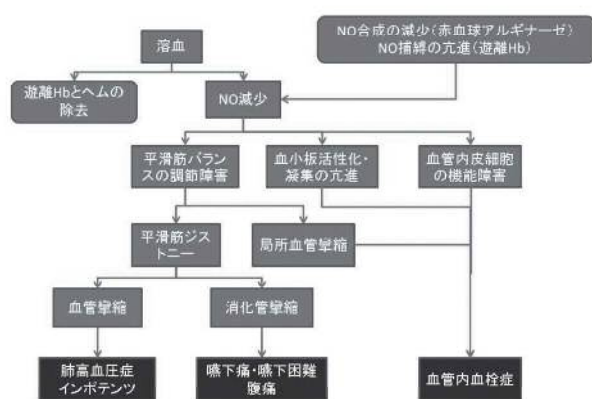 溶血
NO合成の減少(赤血球アルギナーゼ)
NO捕縛の亢進(遊離Hb)
遊離Hbとヘムの
除去
NO減少
平滑筋バラン
スの調節障害
血小板活性化・
凝集の亢進
血管内皮細胞
の機能障害
平滑筋ジスト
ニー
局所血管攣縮
血管攣縮
消化管攣縮
肺高血圧症
インポテンツ
嚥下痛・嚥下困難
腹痛
血管内血栓症